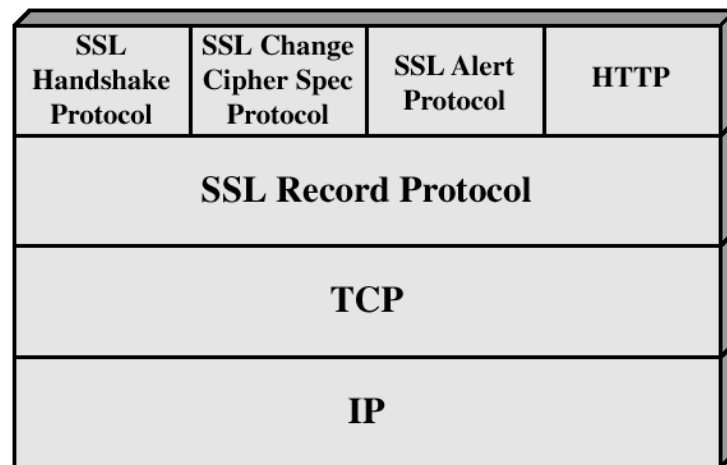 SSL
Handshake
Protocol
SSL Change
Cipher Spec
Protocol
SSL Alert
Protocol
HTTP
SSL Record Protocol
TCP
IP